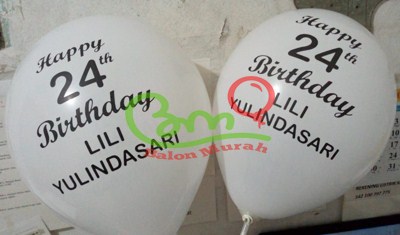 Happy
24th
Birthday
LILI
YULINDASARI
Happy
24th
Birthday
LILI
YULINDASARI
Balon Murah